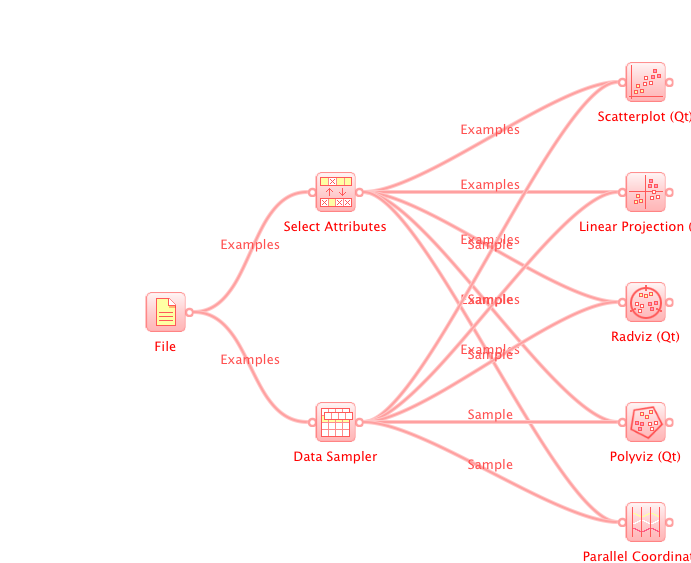 Scatterplot (Qt)
Examples
Examples
Linear Projection (
Select Attributes
Examples
Examples
Sample
Examples
Sample
File
Radviz (Qt)
Examples
Examples
Sample
Sample
Data Sampler
Polyviz (Qt)
Sample
Parallel Coordina